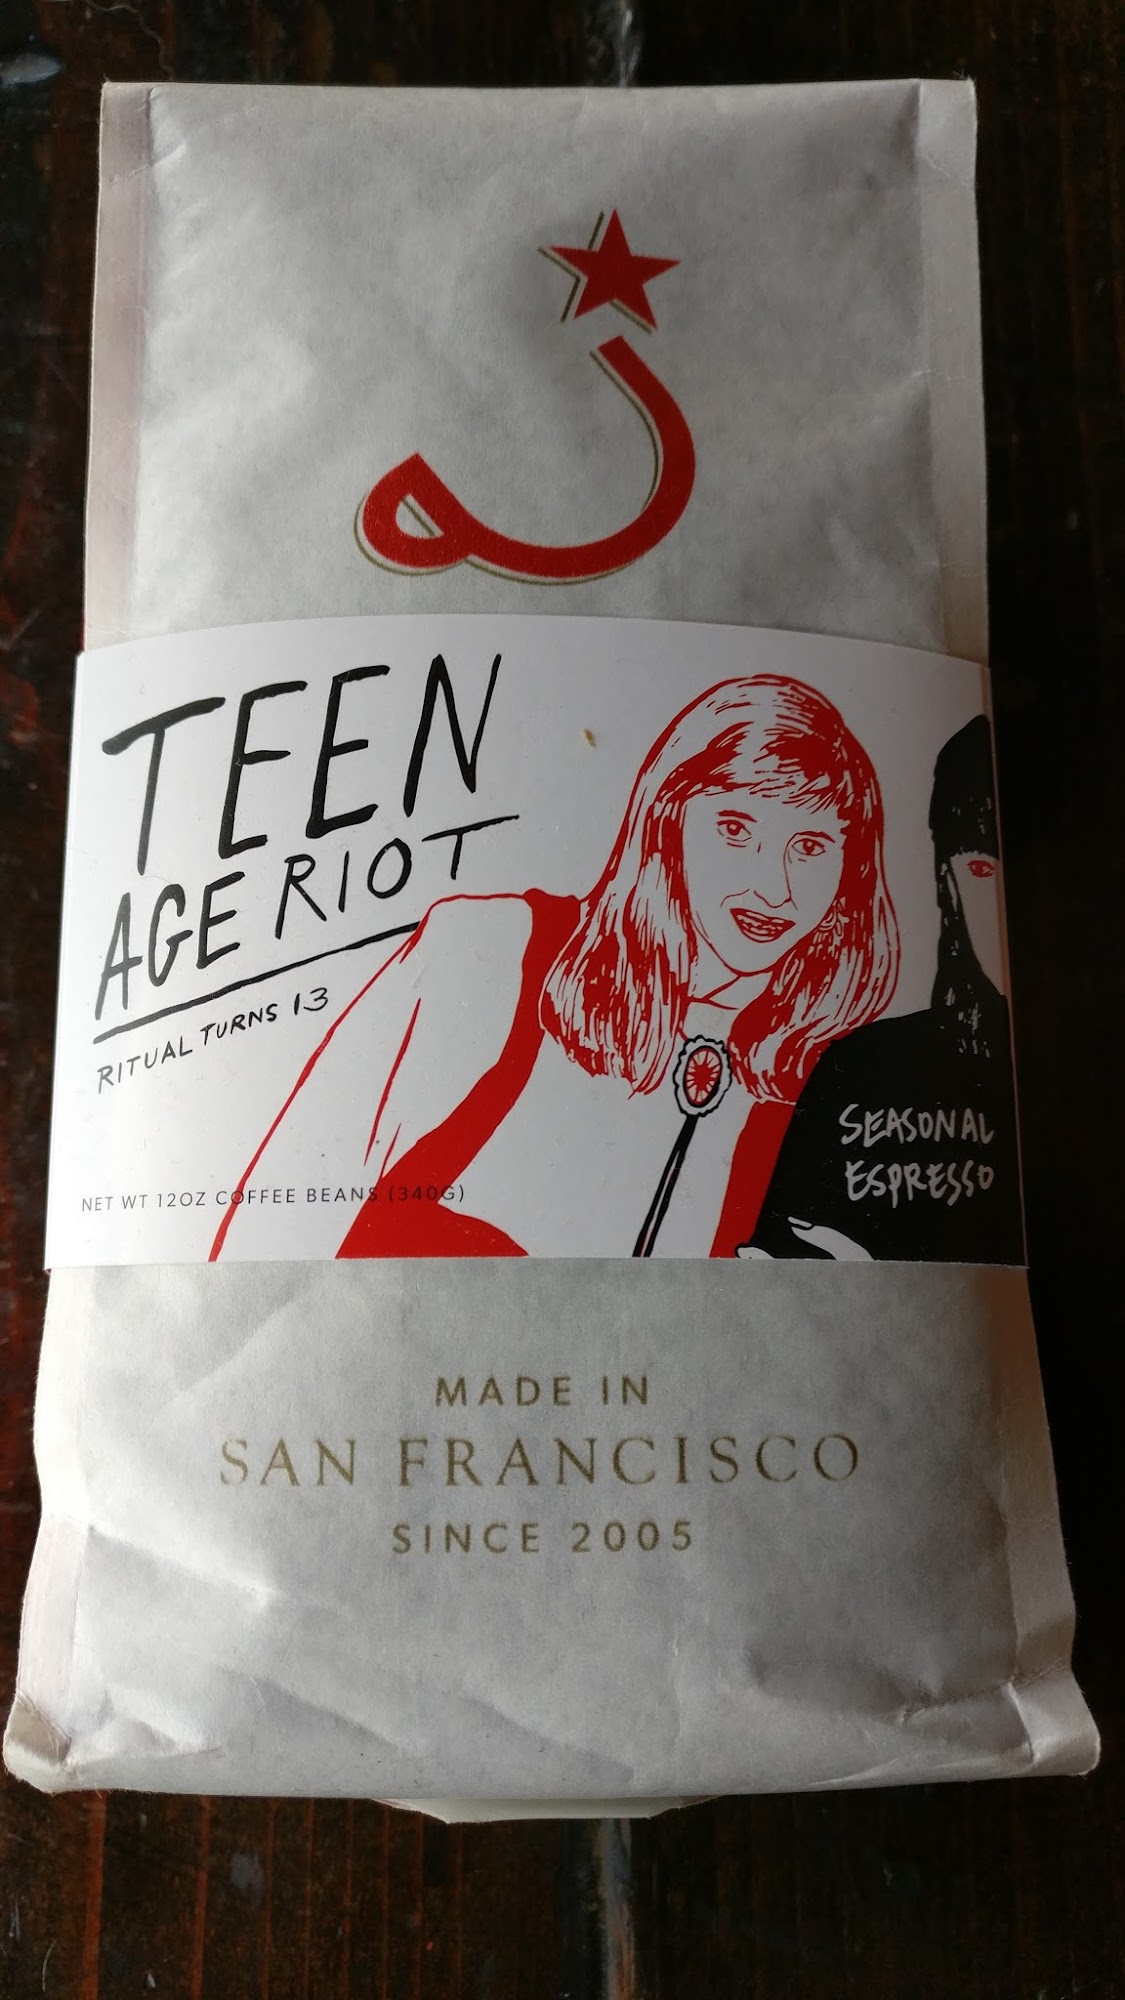 TEEN
AGE RIOT
RITUAL TURNS 13
SEASONAL
ESPRESSO
NET WT 12OZ COFFEE BEANS (340G)
MADE IN
SAN FRANCISCO
SINCE 2005